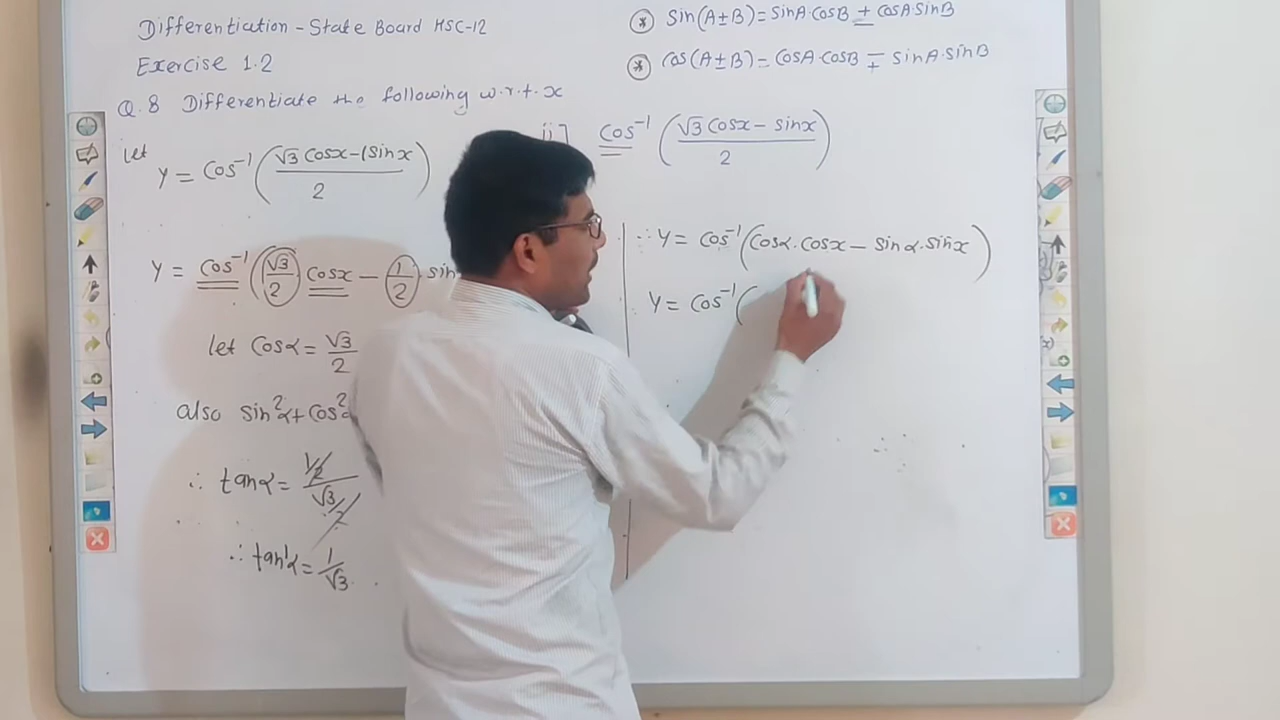 Differentiation - State Board HSC-12
Exercise 1.2
Q.8 Differentiate the following w.r.t. x
⊛ Sin(A±B) = SinA·CosB ± CosA·SinB
⊛ Cos(A±B) = CosA·CosB ∓ SinA·SinB
ii] Cos⁻¹((√3 Cosx - Sinx)/2)
Let
Y = Cos⁻¹((√3 Cosx - 1Sinx)/2)
Y = Cos⁻¹((√3/2) Cosx - (1/2) sin
let Cosα = √3/2
also sin²α + cos²α
∴ tanα = (1/2)/(√3/2)
∴ tanα = 1/√3
∴ Y = Cos⁻¹(Cosα·Cosx - Sinα·Sinx)
∴ Y = Cos⁻¹(